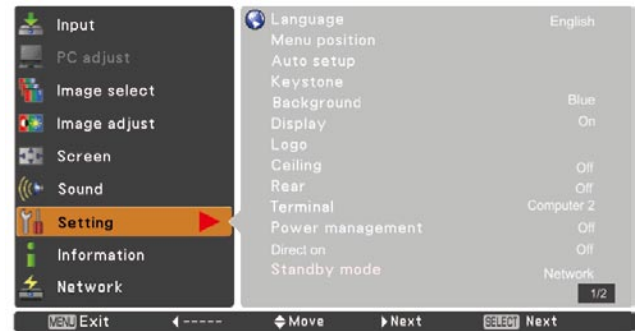 Input
PC adjust
Image select
Image adjust
Screen
Sound
Setting
Information
Network
Language English
Menu position
Auto setup
Keystone
Background Blue
Display On
Logo
Ceiling Off
Rear Off
Terminal Computer 2
Power management Off
Direct on Off
Standby mode Network
1/2
MENU Exit ----- Move Next SELECT Next